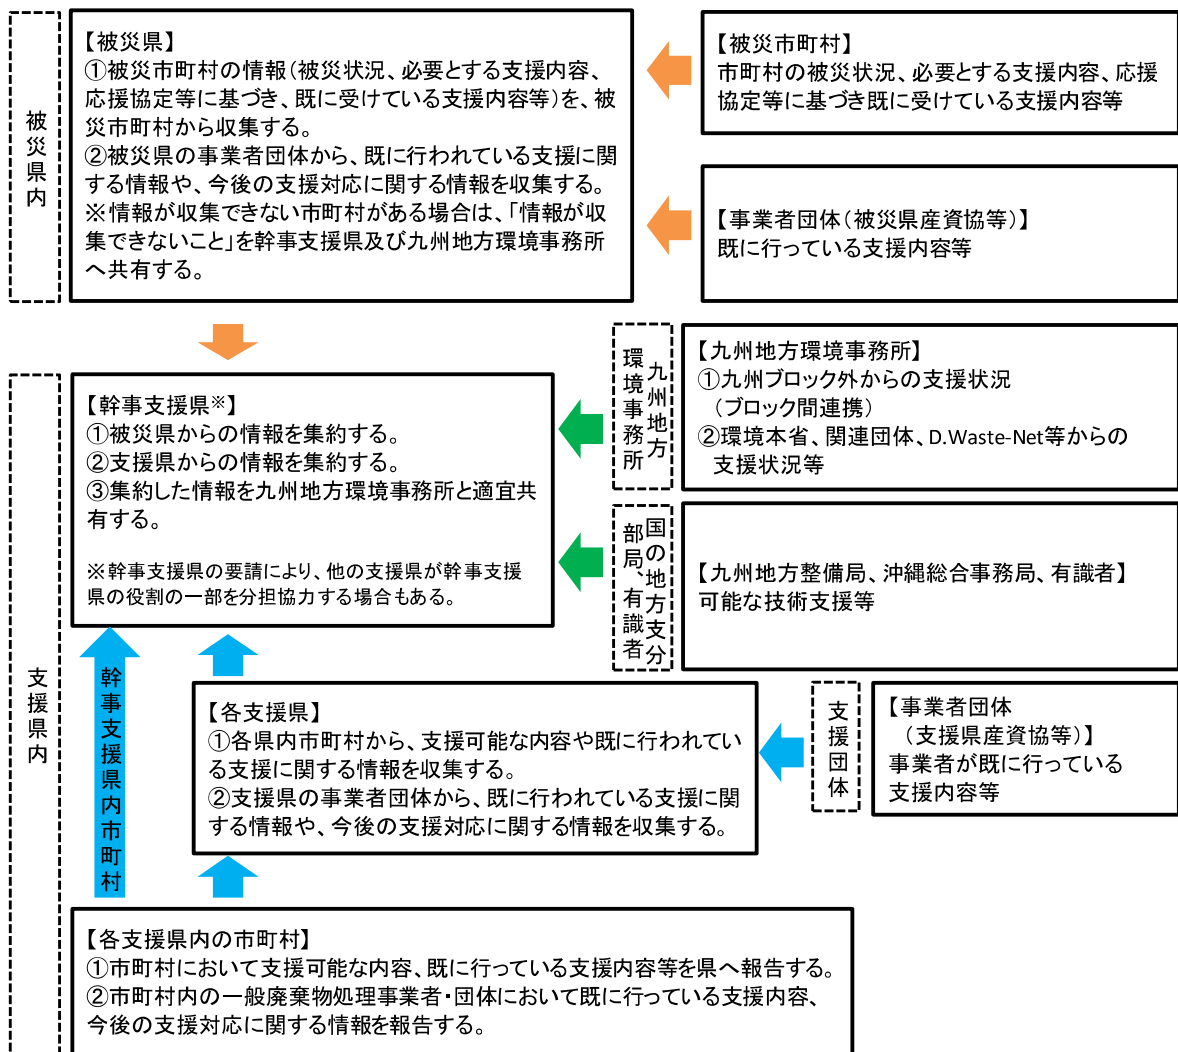 被災県内
【被災県】
①被災市町村の情報（被災状況、必要とする支援内容、
応援協定等に基づき、既に受けている支援内容等）を、被
災市町村から収集する。
②被災県の事業者団体から、既に行われている支援に関
する情報や、今後の支援対応に関する情報を収集する。
※情報が収集できない市町村がある場合は、「情報が収
集できないこと」を幹事支援県及び九州地方環境事務所
へ共有する。
【被災市町村】
市町村の被災状況、必要とする支援内容、応援
協定等に基づき既に受けている支援内容等
【事業者団体（被災県産資協等）】
既に行っている支援内容等
支援県内
【幹事支援県※】
①被災県からの情報を集約する。
②支援県からの情報を集約する。
③集約した情報を九州地方環境事務所と適宜共
有する。
※幹事支援県の要請により、他の支援県が幹事支援
県の役割の一部を分担協力する場合もある。
九州地方
環境事務所
【九州地方環境事務所】
①九州ブロック外からの支援状況
（ブロック間連携）
②環境本省、関連団体、D.Waste-Net等からの
支援状況等
国の地方支分
部局、有識者
【九州地方整備局、沖縄総合事務局、有識者】
可能な技術支援等
幹事支援県内市町村
【各支援県】
①各県内市町村から、支援可能な内容や既に行われてい
る支援に関する情報を収集する。
②支援県の事業者団体から、既に行われている支援に関
する情報や、今後の支援対応に関する情報を収集する。
支援団体
【事業者団体
（支援県産資協等）】
事業者が既に行っている
支援内容等
【各支援県内の市町村】
①市町村において支援可能な内容、既に行っている支援内容等を県へ報告する。
②市町村内の一般廃棄物処理事業者・団体において既に行っている支援内容、
今後の支援対応に関する情報を報告する。